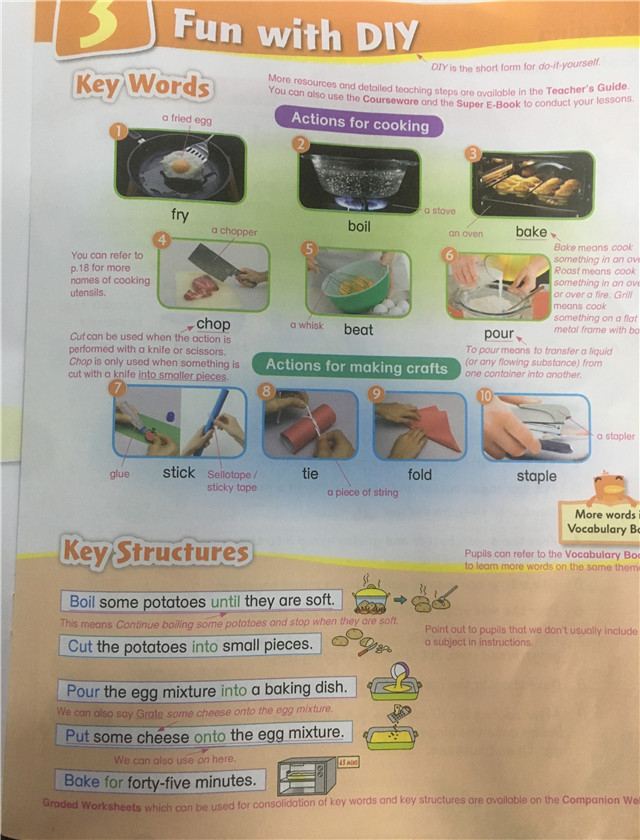 3 Fun with DIY
DIY is the short form for do-it-yourself.
Key Words
More resources and detailed teaching steps are available in the Teacher's Guide.
You can also use the Courseware and the Super E-Book to conduct your lessons.
Actions for cooking
a fried egg
1
fry
2
boil
a stove
3
an oven
bake
Bake means cook
something in an ove
Roast means cook
something in an ove
or over a fire. Grill
means cook
something on a flat
metal frame with ba
You can refer to
p.18 for more
names of cooking
utensils.
4
a chopper
chop
5
a whisk
beat
6
pour
Cut can be used when the action is
performed with a knife or scissors.
Chop is only used when something is
cut with a knife into smaller pieces.
To pour means to transfer a liquid
(or any flowing substance) from
one container into another.
Actions for making crafts
7
glue
stick
Sellotape /
sticky tape
8
tie
a piece of string
9
fold
10
a stapler
staple
More words i
Vocabulary Bo
Key Structures
Pupils can refer to the Vocabulary Boo
to learn more words on the same them
Boil some potatoes until they are soft.
This means Continue boiling some potatoes and stop when they are soft.
Cut the potatoes into small pieces.
Point out to pupils that we don't usually include
a subject in instructions.
Pour the egg mixture into a baking dish.
We can also say Grate some cheese onto the egg mixture.
Put some cheese onto the egg mixture.
We can also use on here.
Bake for forty-five minutes.
45 mins
Graded Worksheets which can be used for consolidation of key words and key structures are available on the Companion We